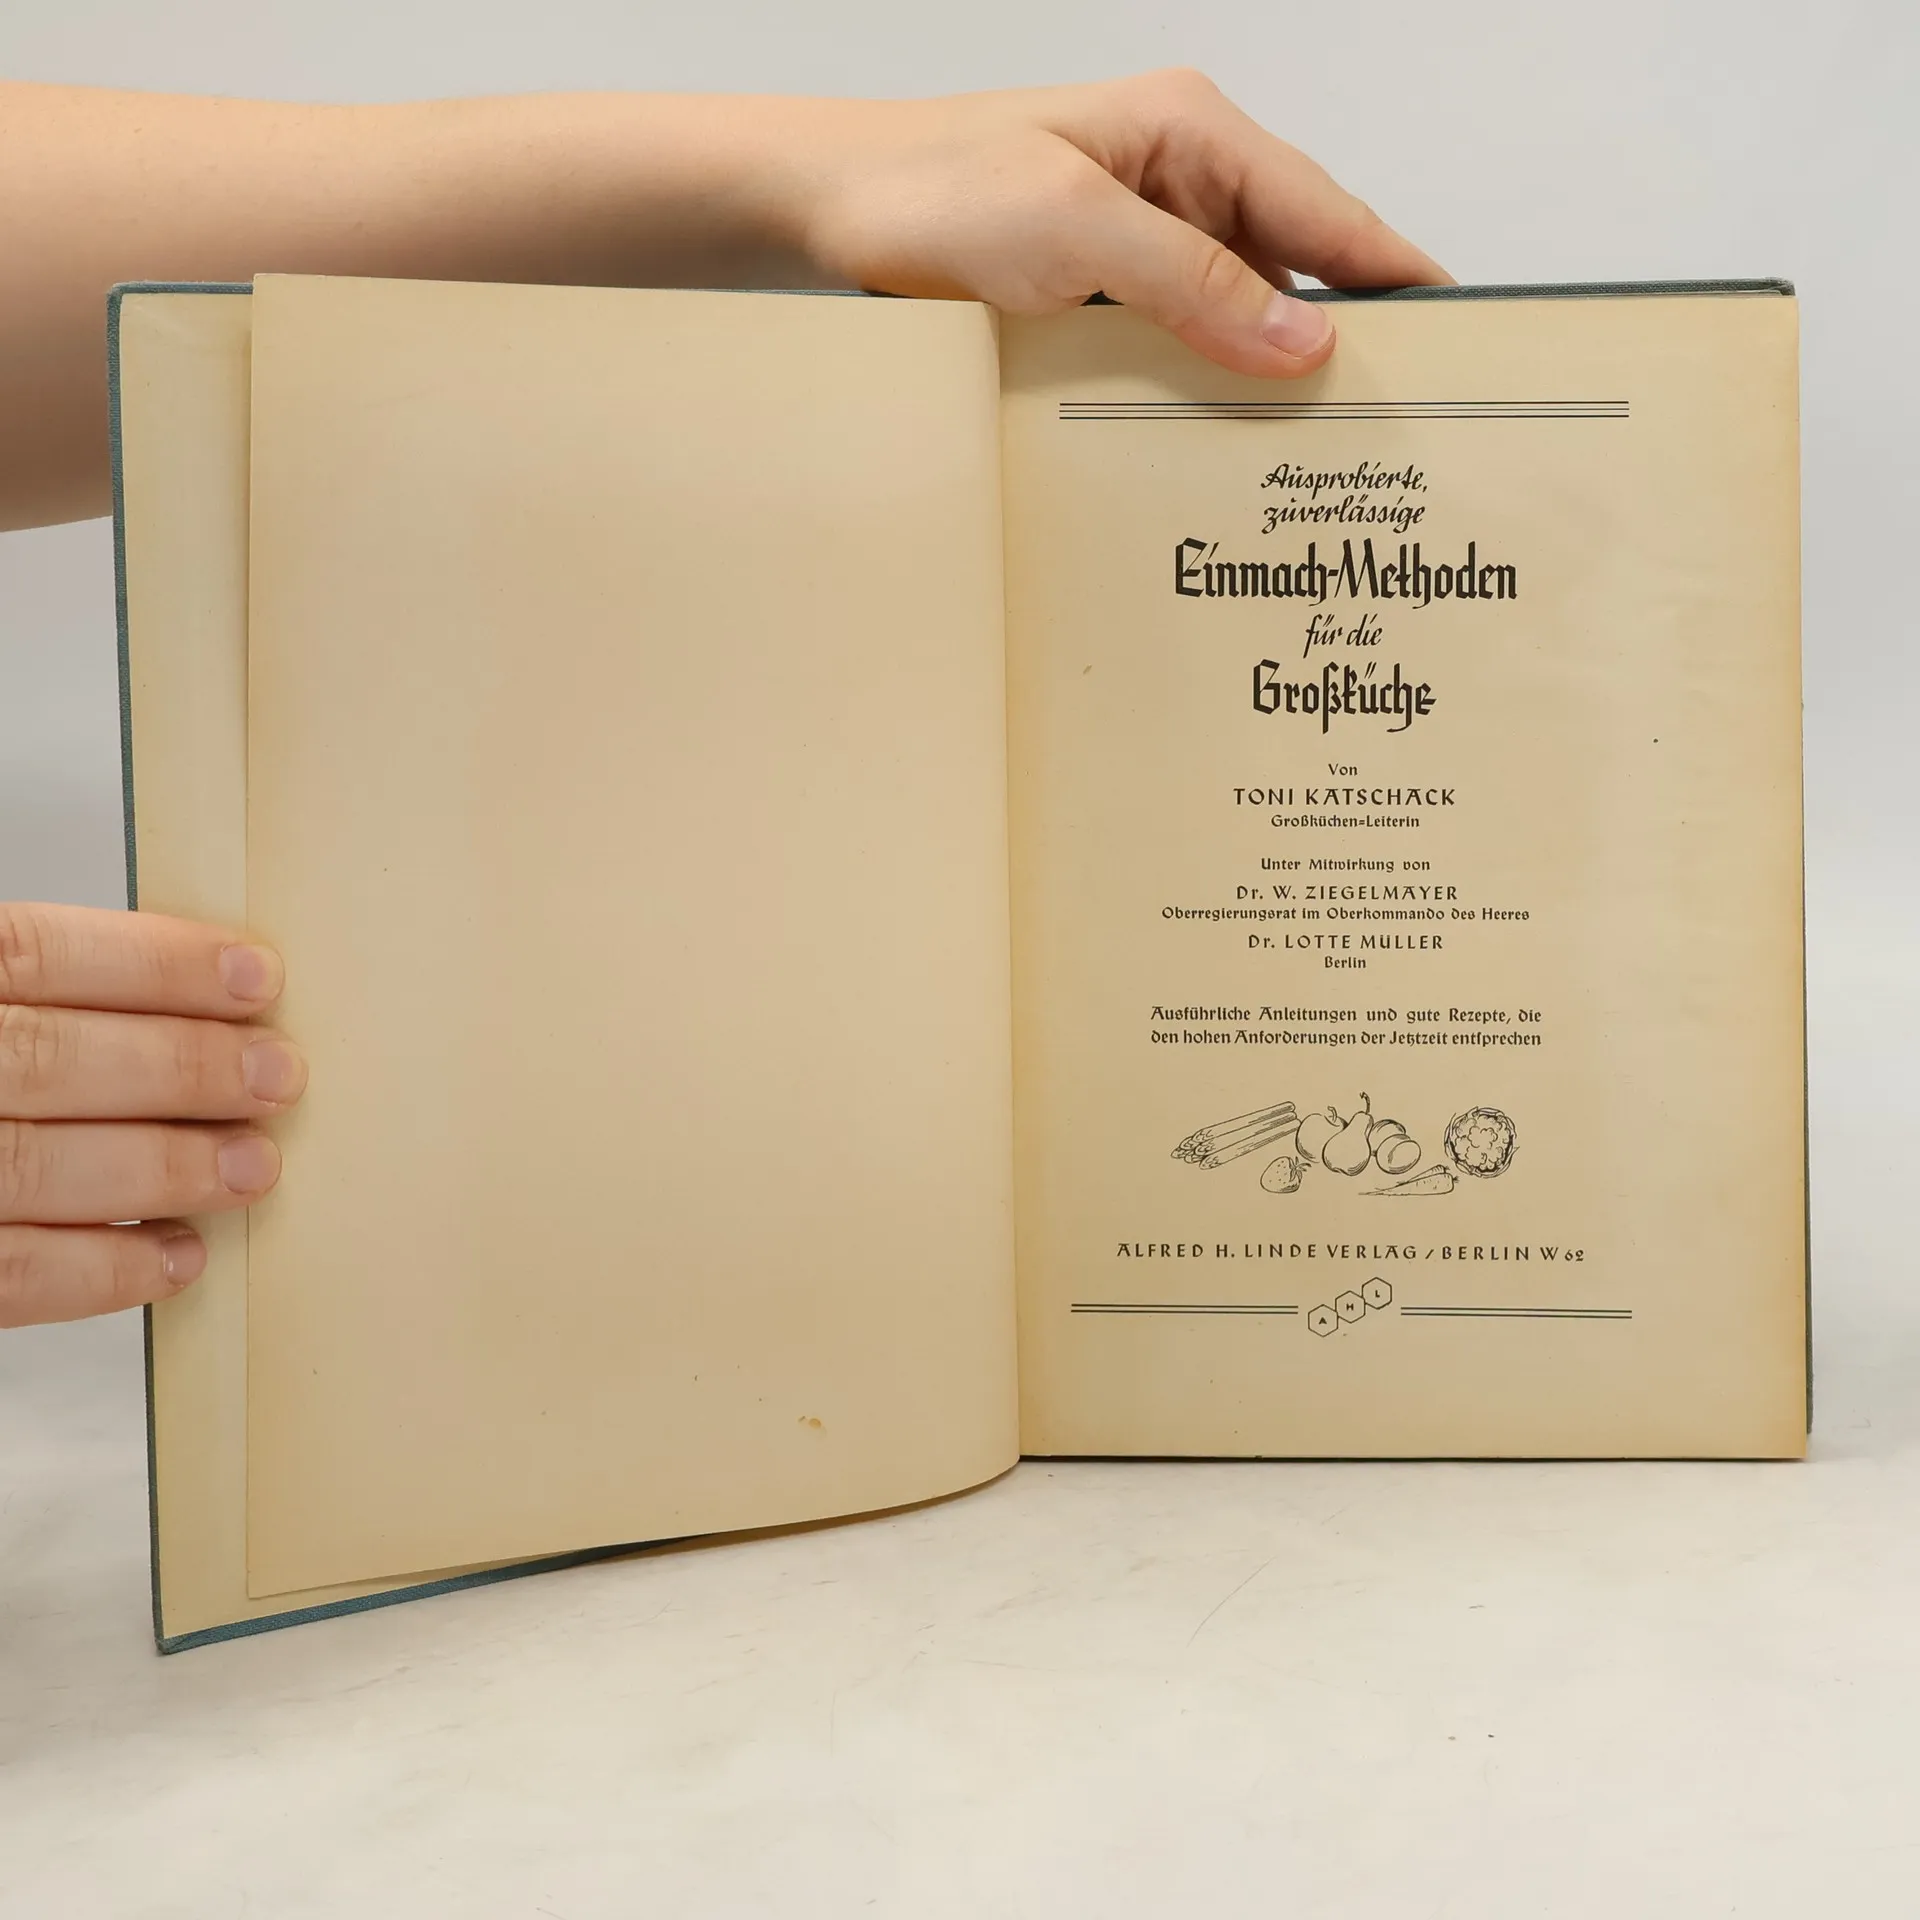 Ausprobierte,
zuverlässige
Einmach-Methoden
für die
Großküche
Von
TONI KATSCHACK
Großküchen=Leiterin
Unter Mitwirkung von
Dr. W. ZIEGELMAYER
Oberregierungsrat im Oberkommando des Heeres
Dr. LOTTE MÜLLER
Berlin
Ausführliche Anleitungen und gute Rezepte, die
den hohen Anforderungen der Jetztzeit entsprechen
ALFRED H. LINDE VERLAG / BERLIN W 62
A H L